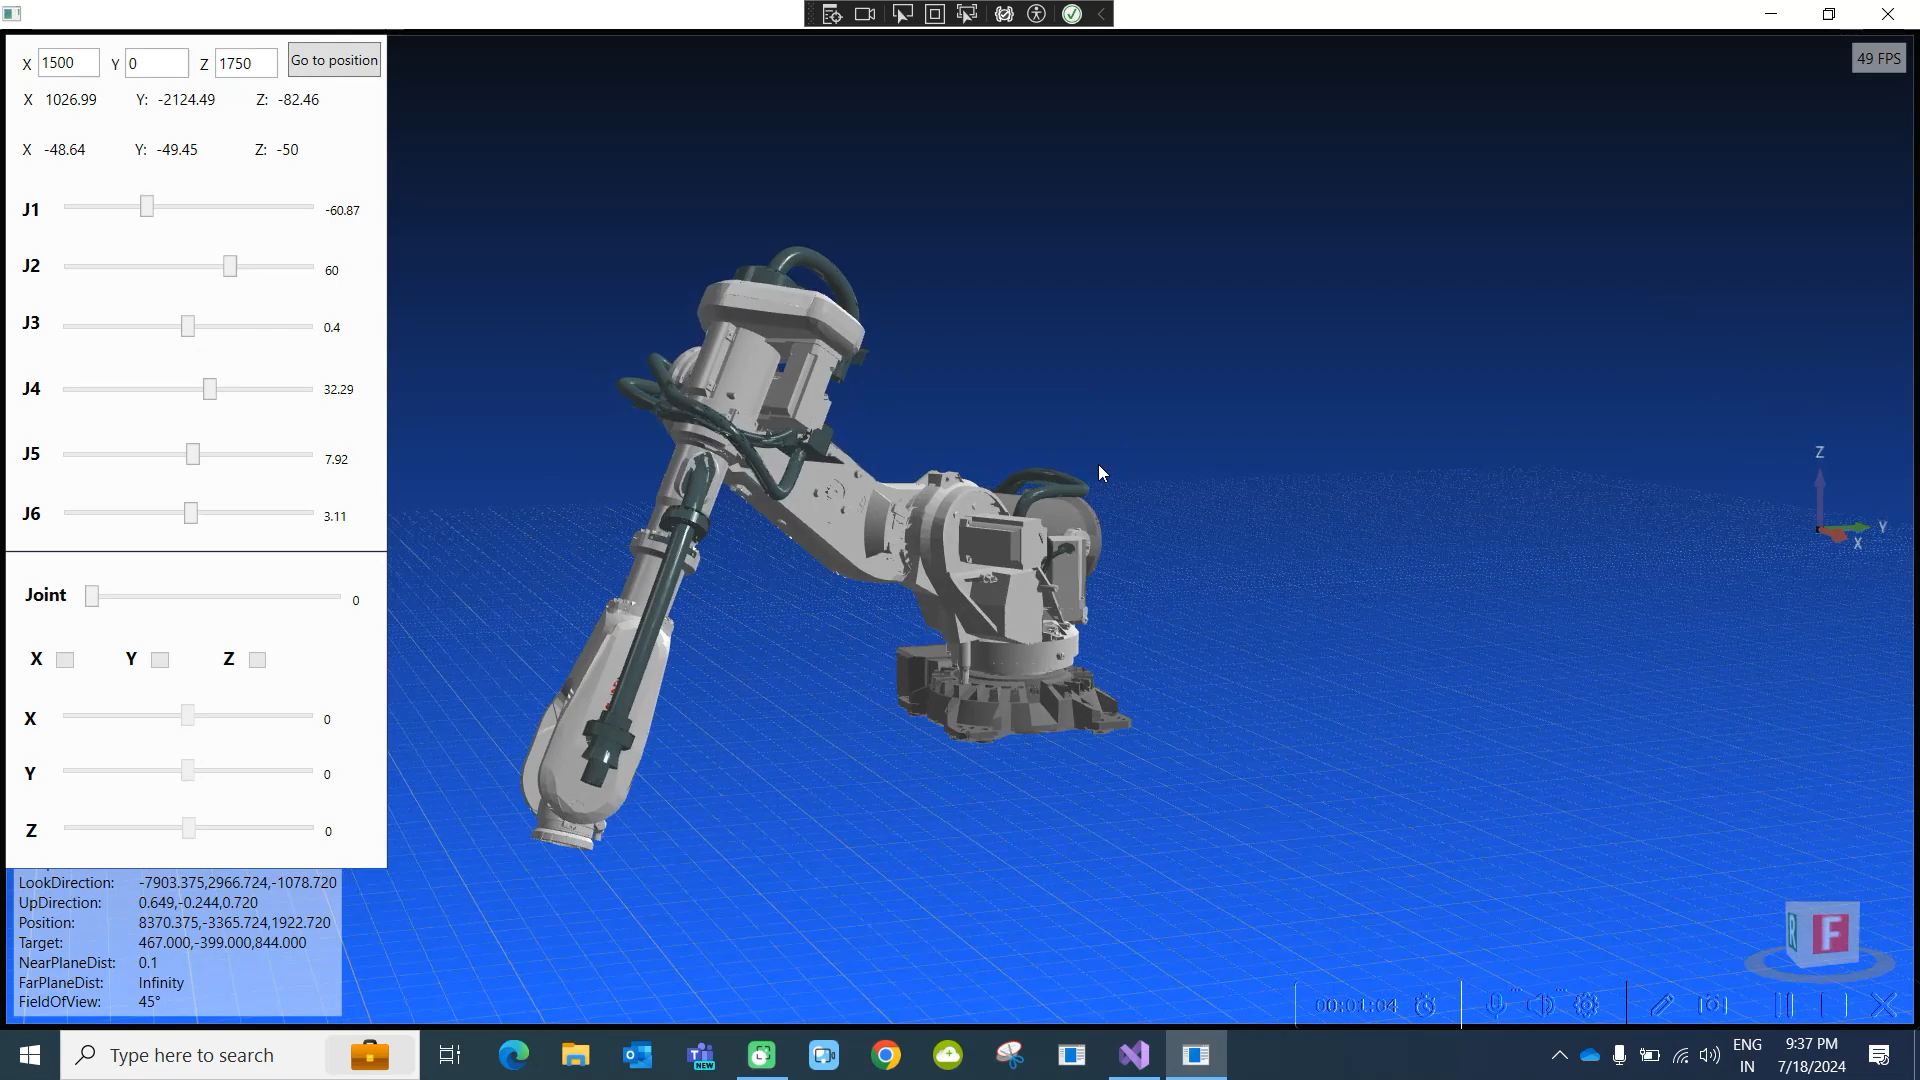 X 1500 Y 0 Z 1750 Go to position
49 FPS
X 1026.99 Y: -2124.49 Z: -82.46
X -48.64 Y: -49.45 Z: -50
J1 -60.87
J2 60
J3 0.4
J4 32.29
J5 7.92
J6 3.11
Z
Y
X
Joint 0
X Y Z
X 0
Y 0
Z 0
LookDirection: -7903.375,2966.724,-1078.720
UpDirection: 0.649,-0.244,0.720
Position: 8370.375,-3365.724,1922.720
Target: 467.000,-399.000,844.000
NearPlaneDist: 0.1
FarPlaneDist: Infinity
FieldOfView: 45°
R F
00:01:04
Type here to search
NEW
ENG
IN
9:37 PM
7/18/2024